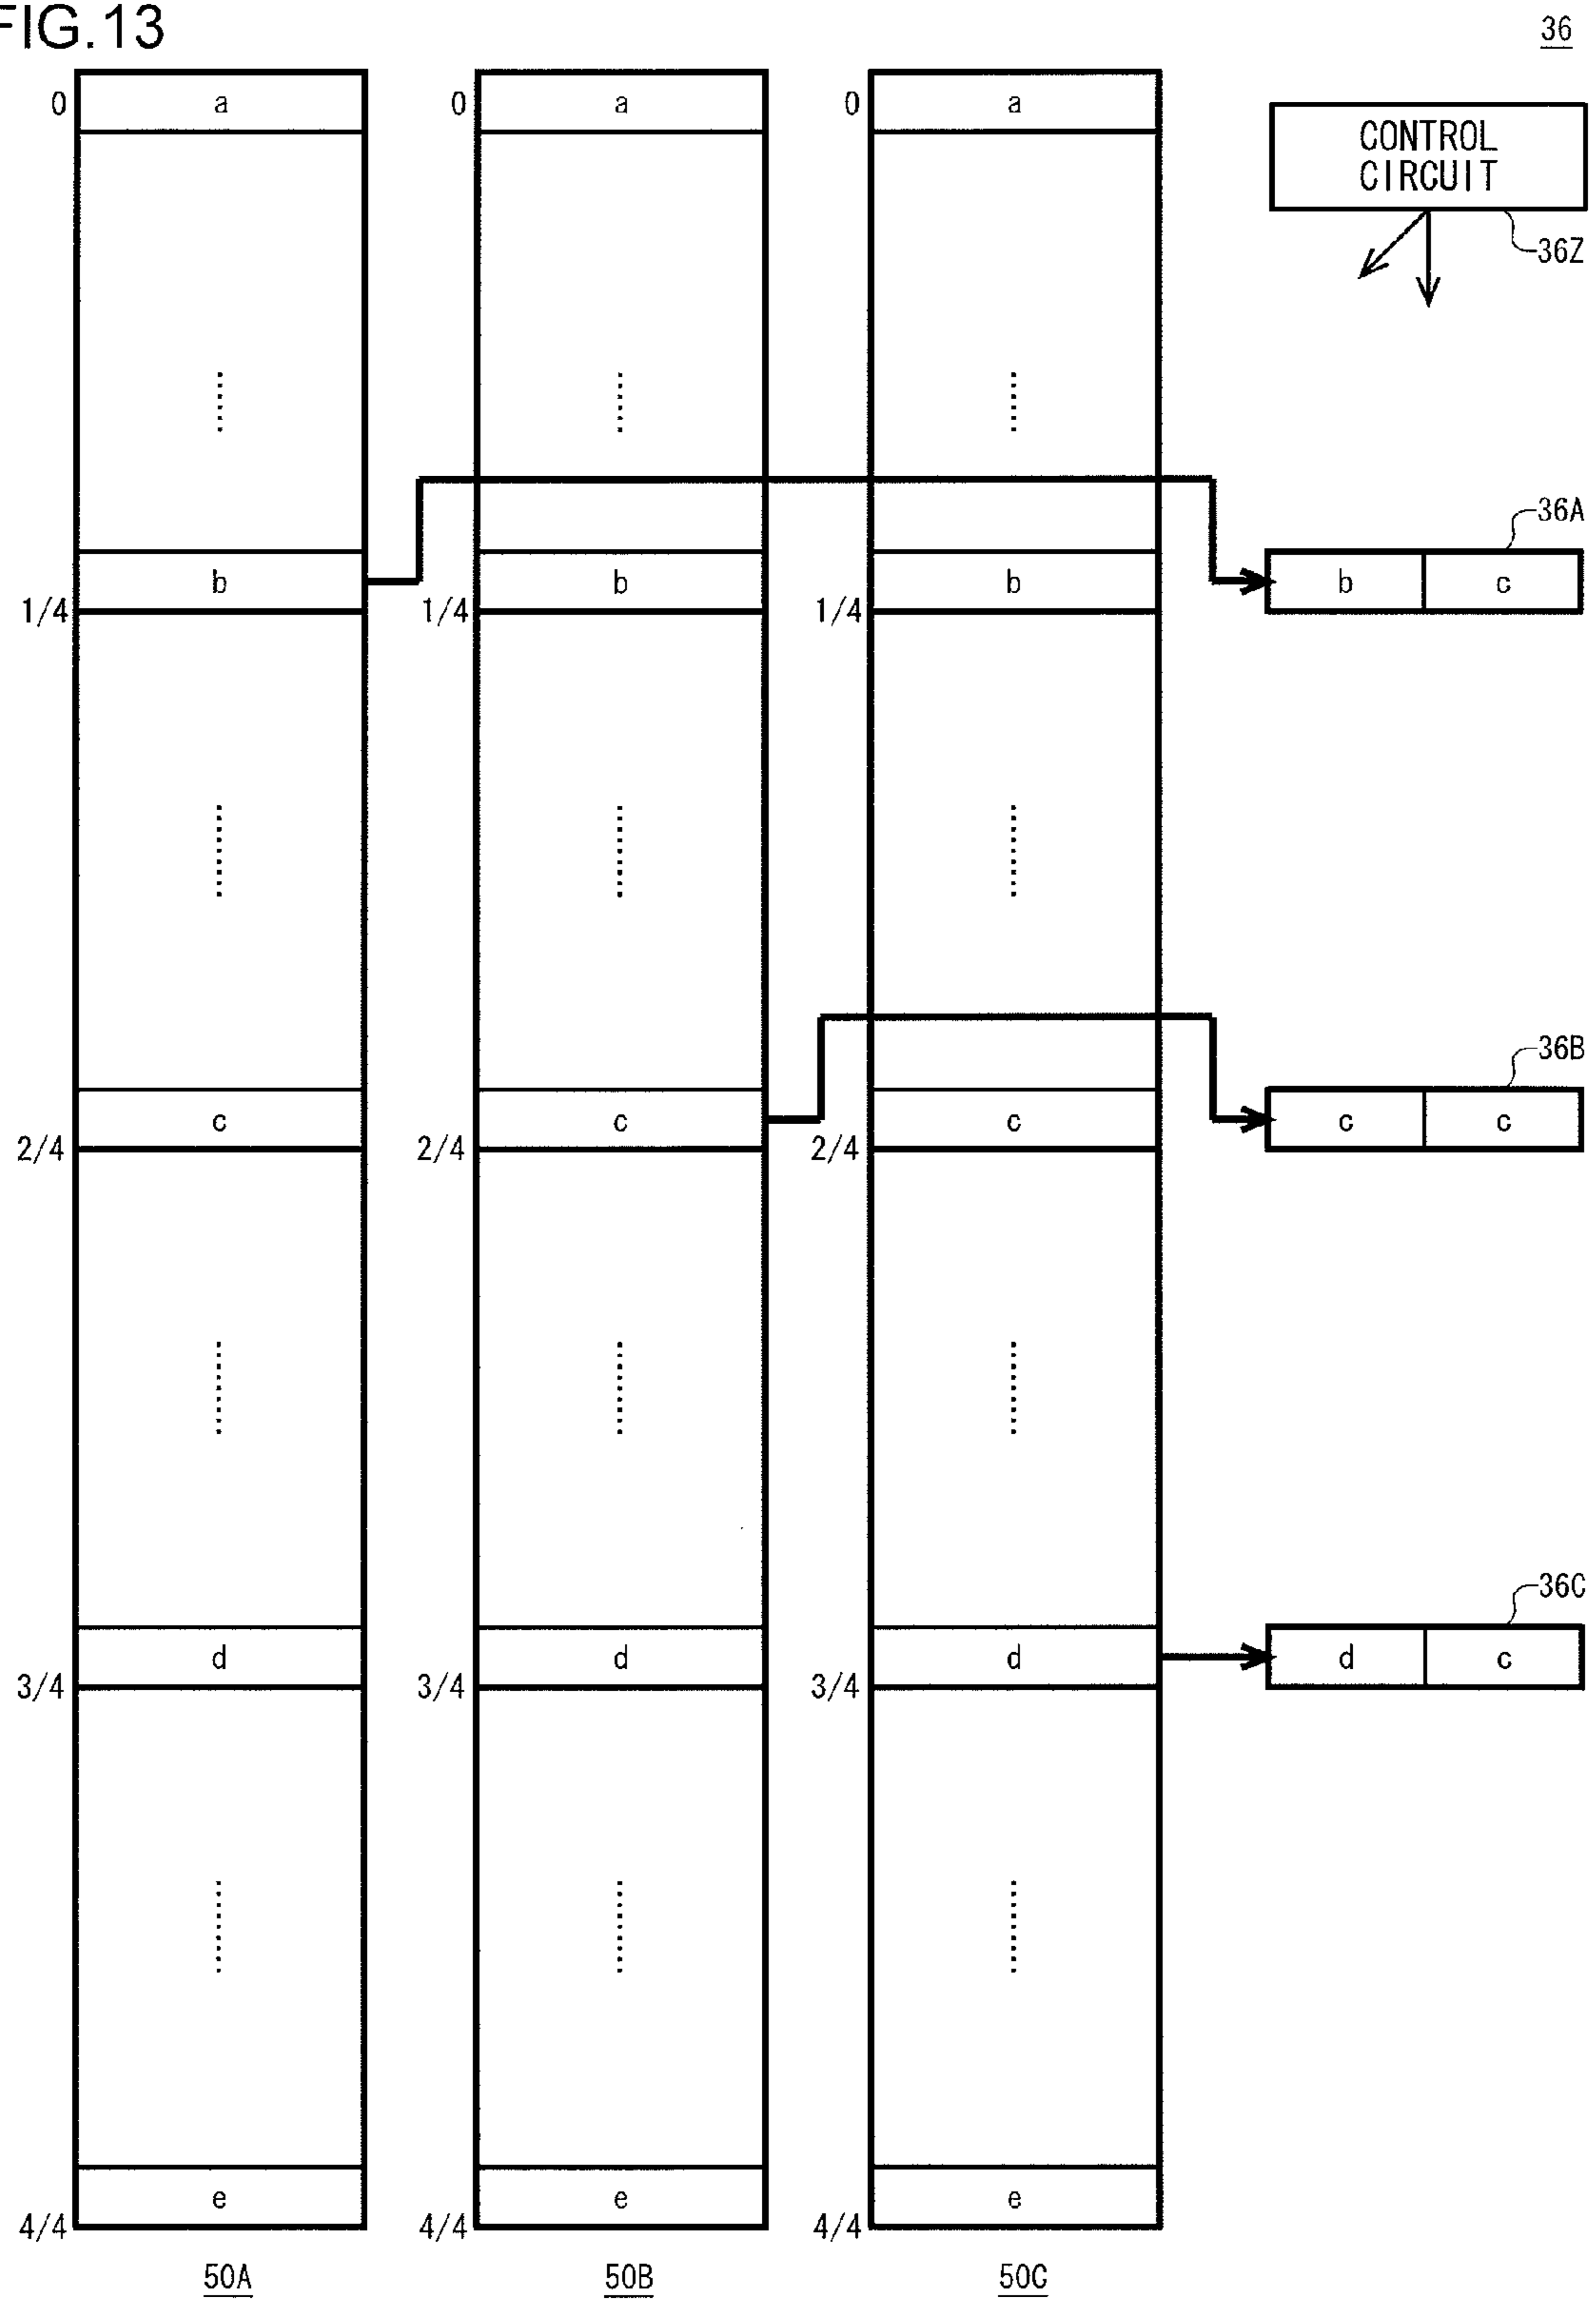 FIG.13
36
0 a 0 a 0 a
CONTROL
CIRCUIT
36Z
36A
b b b b c
1/4 1/4 1/4
36B
c c c c c
2/4 2/4 2/4
36C
d d d d c
3/4 3/4 3/4
e e e
4/4 4/4 4/4
50A 50B 50C